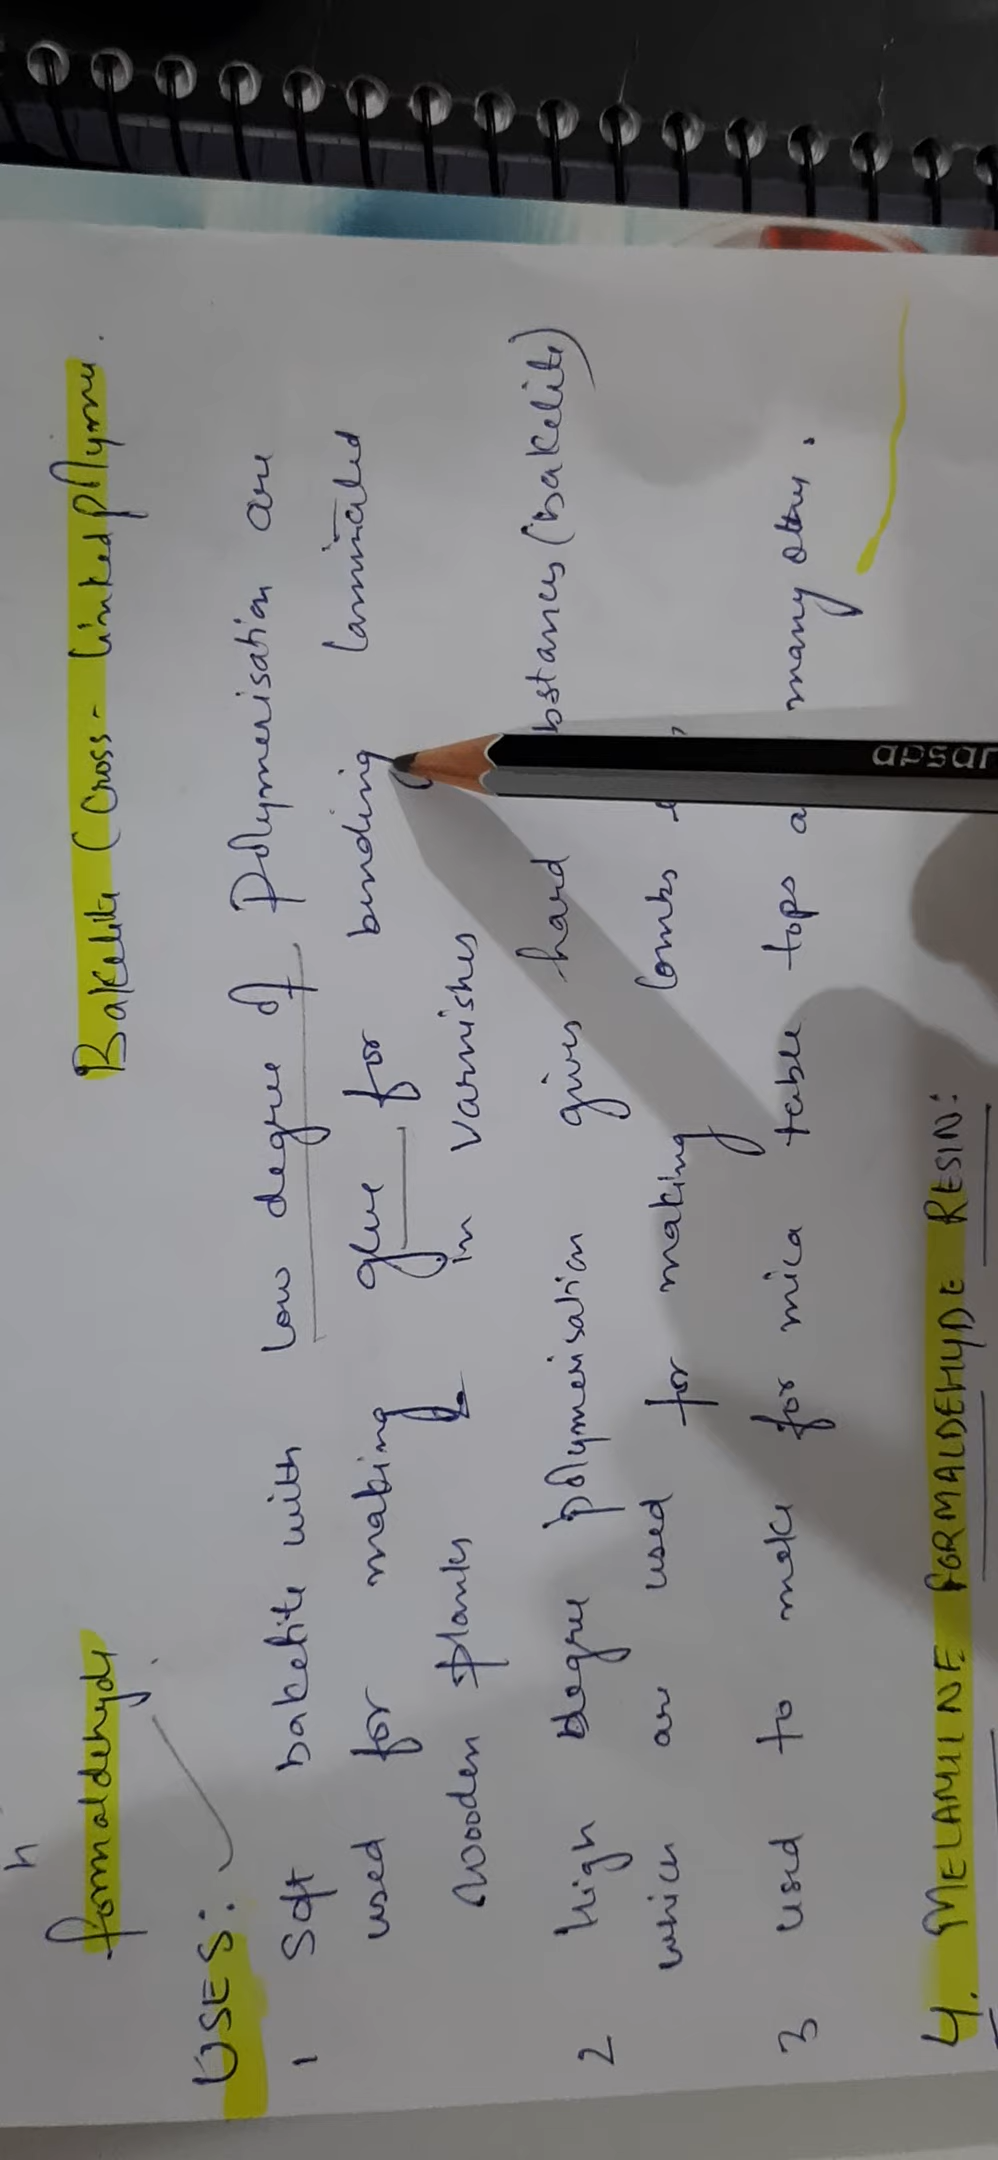 n
formaldehyde
Bakelite (Cross-linked polymer.
USES:
1 Soft bakelite with low degree of polymerisation are
used for making glue for binding laminated
wooden planks & in varnishes
2 high degree polymerisation gives hard bstances (bakelite)
which are used for making combs
3 used to make for mica table tops a many other.
4. MELAMINE FORMALDEHYDE RESIN:
apsar